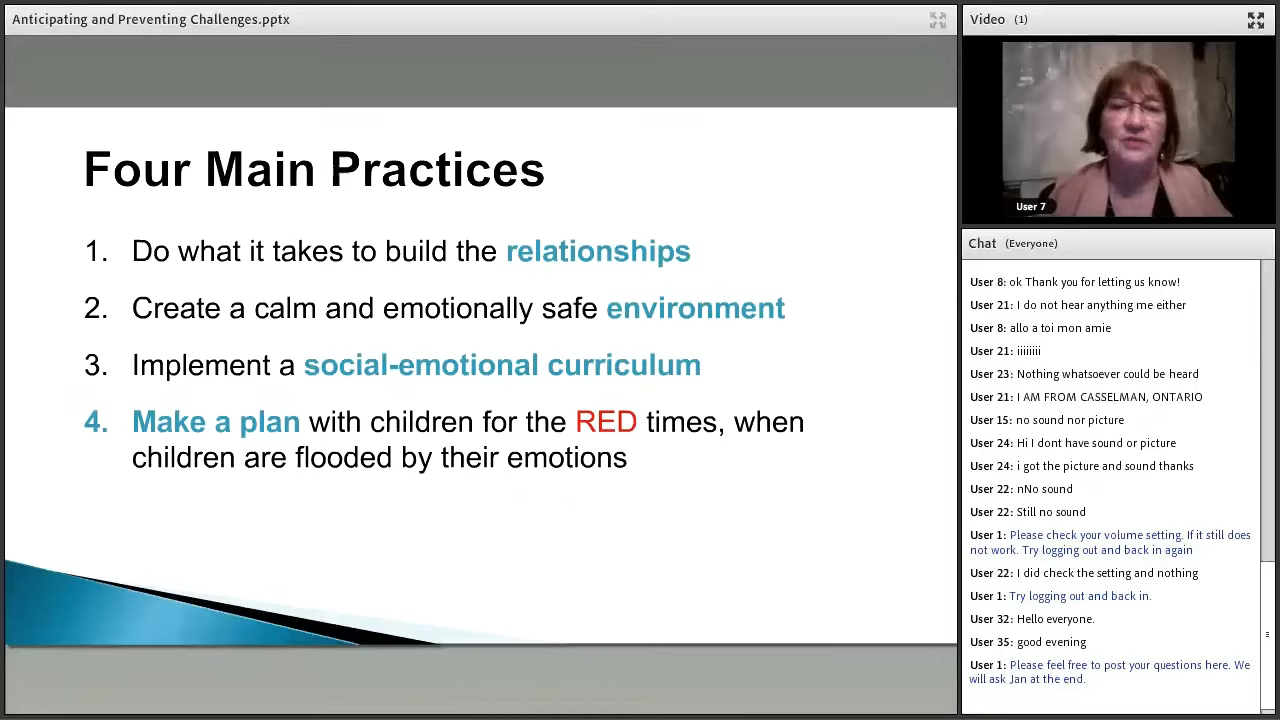 Anticipating and Preventing Challenges.pptx
Four Main Practices
1. Do what it takes to build the relationships
2. Create a calm and emotionally safe environment
3. Implement a social-emotional curriculum
4. Make a plan with children for the RED times, when
children are flooded by their emotions
Video (1)
User 7
Chat (Everyone)
User 8: ok Thank you for letting us know!
User 21: I do not hear anything me either
User 8: allo a toi mon amie
User 21: iiiiiiii
User 23: Nothing whatsoever could be heard
User 21: I AM FROM CASSELMAN, ONTARIO
User 15: no sound nor picture
User 24: Hi I dont have sound or picture
User 24: i got the picture and sound thanks
User 22: nNo sound
User 22: Still no sound
User 1: Please check your volume setting. If it still does
not work. Try logging out and back in again
User 22: I did check the setting and nothing
User 1: Try logging out and back in.
User 32: Hello everyone.
User 35: good evening
User 1: Please feel free to post your questions here. We
will ask Jan at the end.